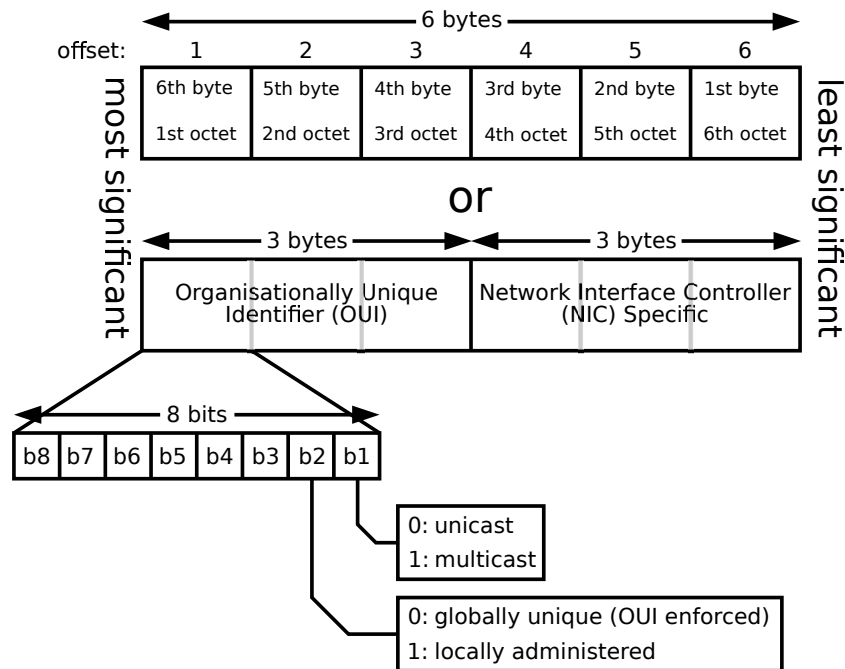 6 bytes
offset: 1 2 3 4 5 6
most significant
least significant
6th byte 5th byte 4th byte 3rd byte 2nd byte 1st byte
1st octet 2nd octet 3rd octet 4th octet 5th octet 6th octet
or
3 bytes 3 bytes
Organisationally Unique
Identifier (OUI)
Network Interface Controller
(NIC) Specific
8 bits
b8 b7 b6 b5 b4 b3 b2 b1
0: unicast
1: multicast
0: globally unique (OUI enforced)
1: locally administered